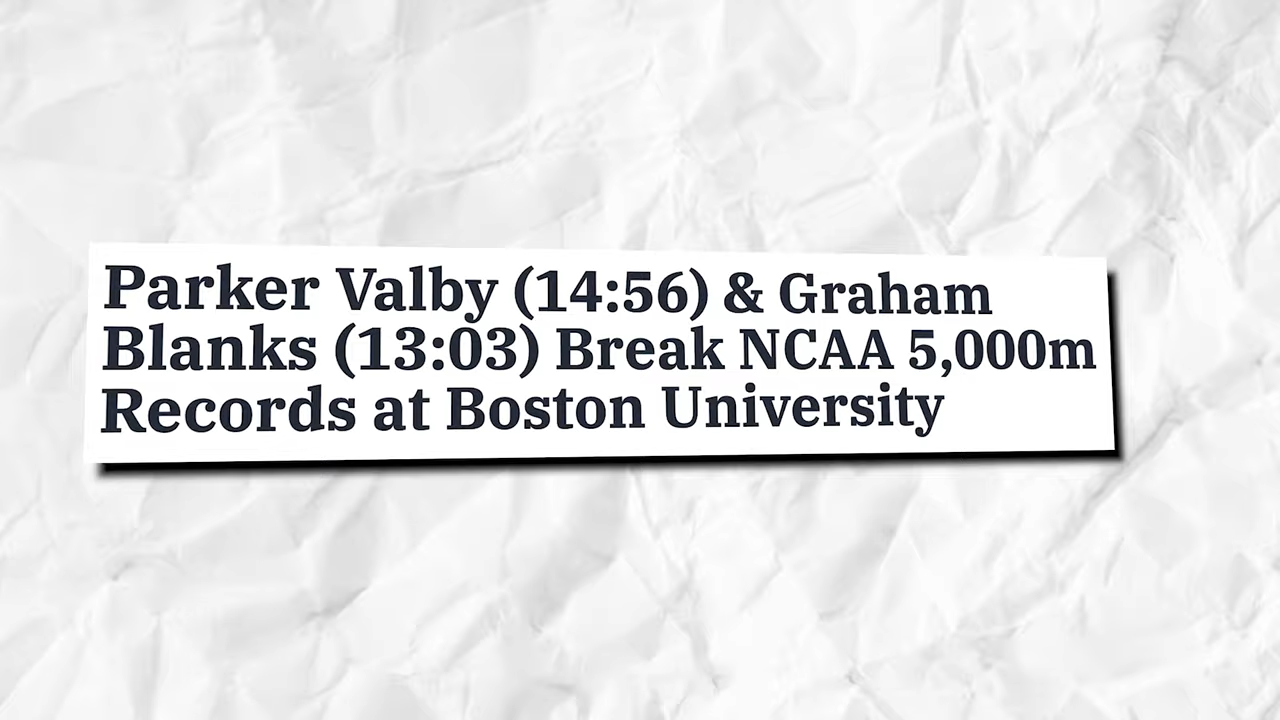 Parker Valby (14:56) & Graham
Blanks (13:03) Break NCAA 5,000m
Records at Boston University